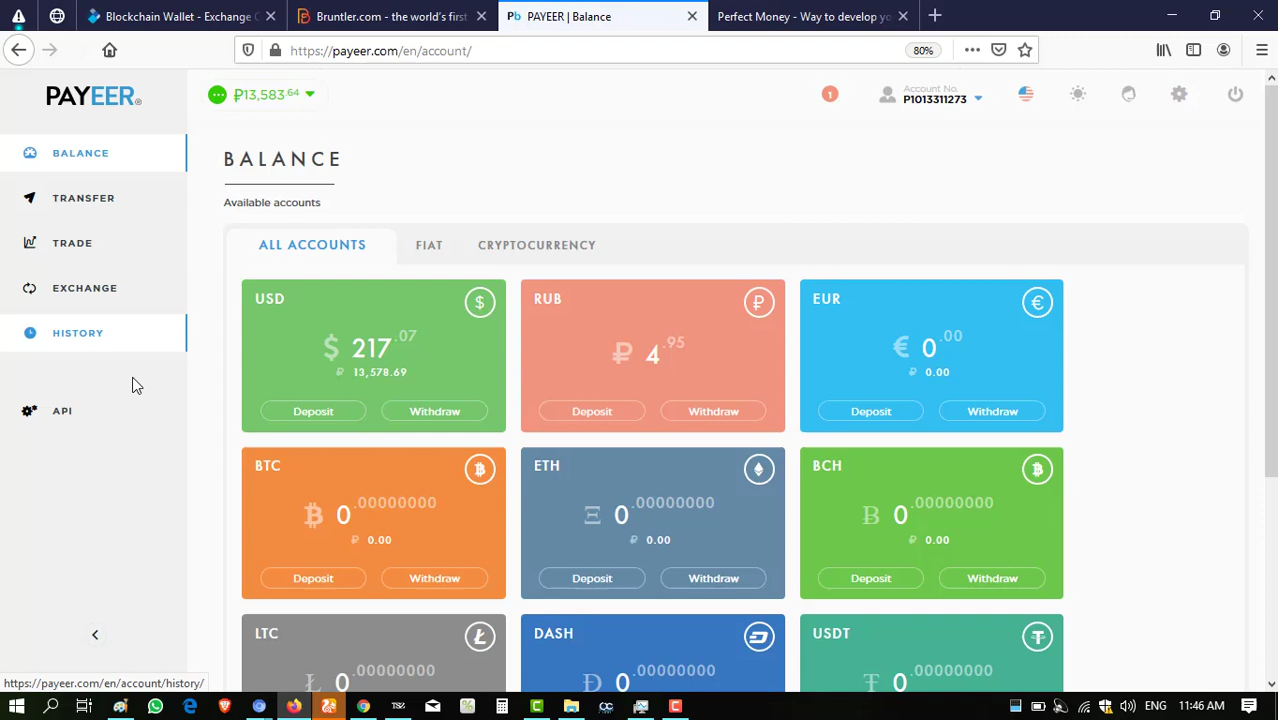 Blockchain Wallet - Exchange C
Bruntler.com - the world's first
Pb PAYEER | Balance
Perfect Money - Way to develop yo
https://payeer.com/en/account/
80%
PAYEER
₽13,583.64
1
Account No.
P1013311273
BALANCE
TRANSFER
TRADE
EXCHANGE
HISTORY
API
BALANCE
Available accounts
ALL ACCOUNTS FIAT CRYPTOCURRENCY
USD $
$ 217.07
₽ 13,578.69
Deposit Withdraw
RUB ₽
₽ 4.95
Deposit Withdraw
EUR €
€ 0.00
₽ 0.00
Deposit Withdraw
BTC
0.00000000
₽ 0.00
Deposit Withdraw
ETH
Ξ 0.00000000
₽ 0.00
Deposit Withdraw
BCH
0.00000000
₽ 0.00
Deposit Withdraw
LTC
Ł 0.00000000
DASH
Đ 0.00000000
USDT
₮ 0.00000000
https://payeer.com/en/account/history/
11:46 AM